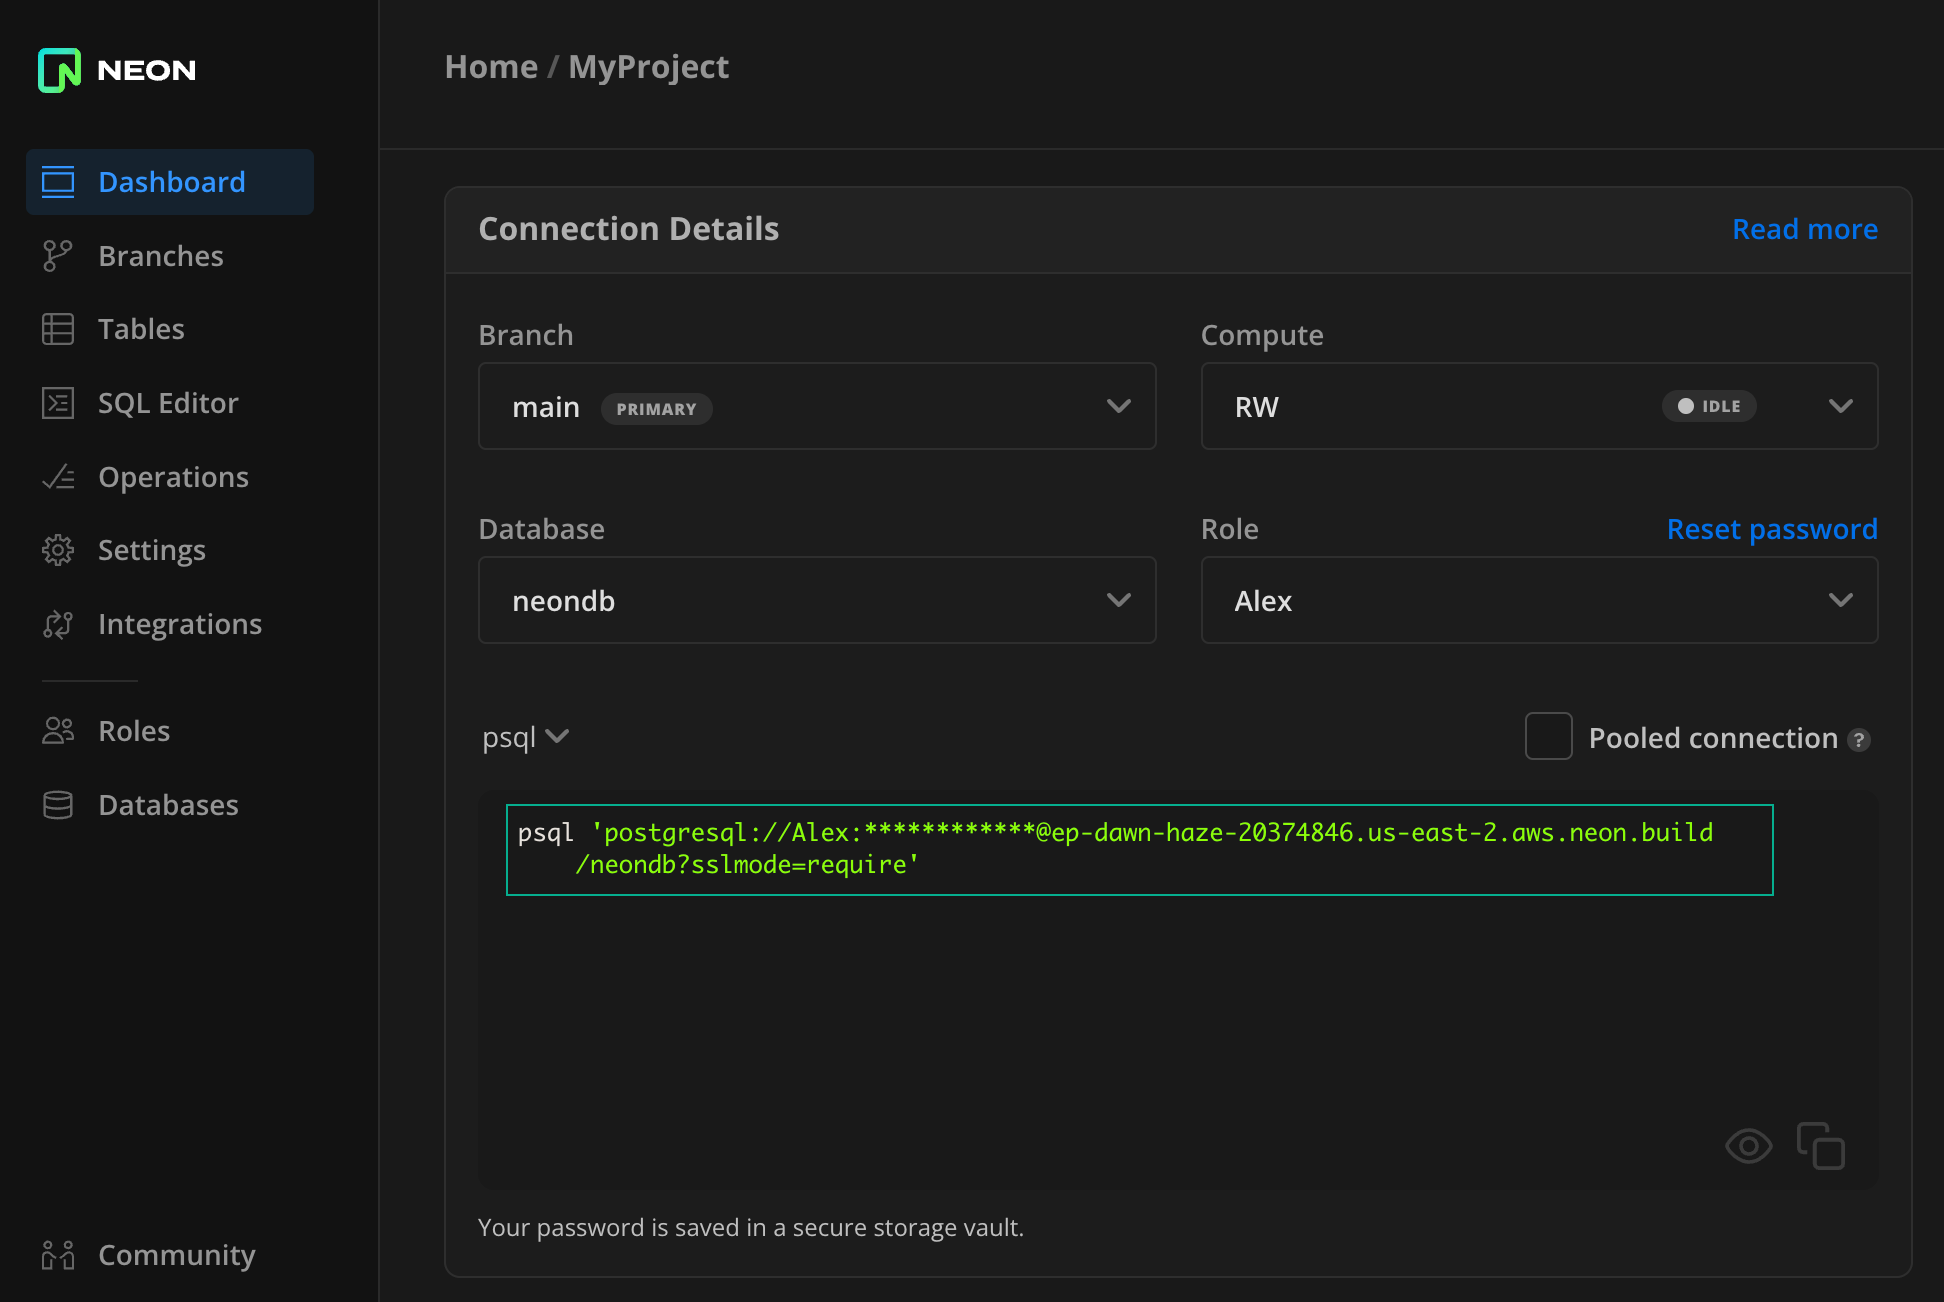 NEON
Home / MyProject
Dashboard
Branches
Tables
SQL Editor
Operations
Settings
Integrations
Roles
Databases
Community
Connection Details
Read more
Branch
main PRIMARY
Compute
RW IDLE
Database
neondb
Role
Reset password
Alex
psql
Pooled connection ?
psql 'postgresql://Alex:************@ep-dawn-haze-20374846.us-east-2.aws.neon.build
/neondb?sslmode=require'
Your password is saved in a secure storage vault.